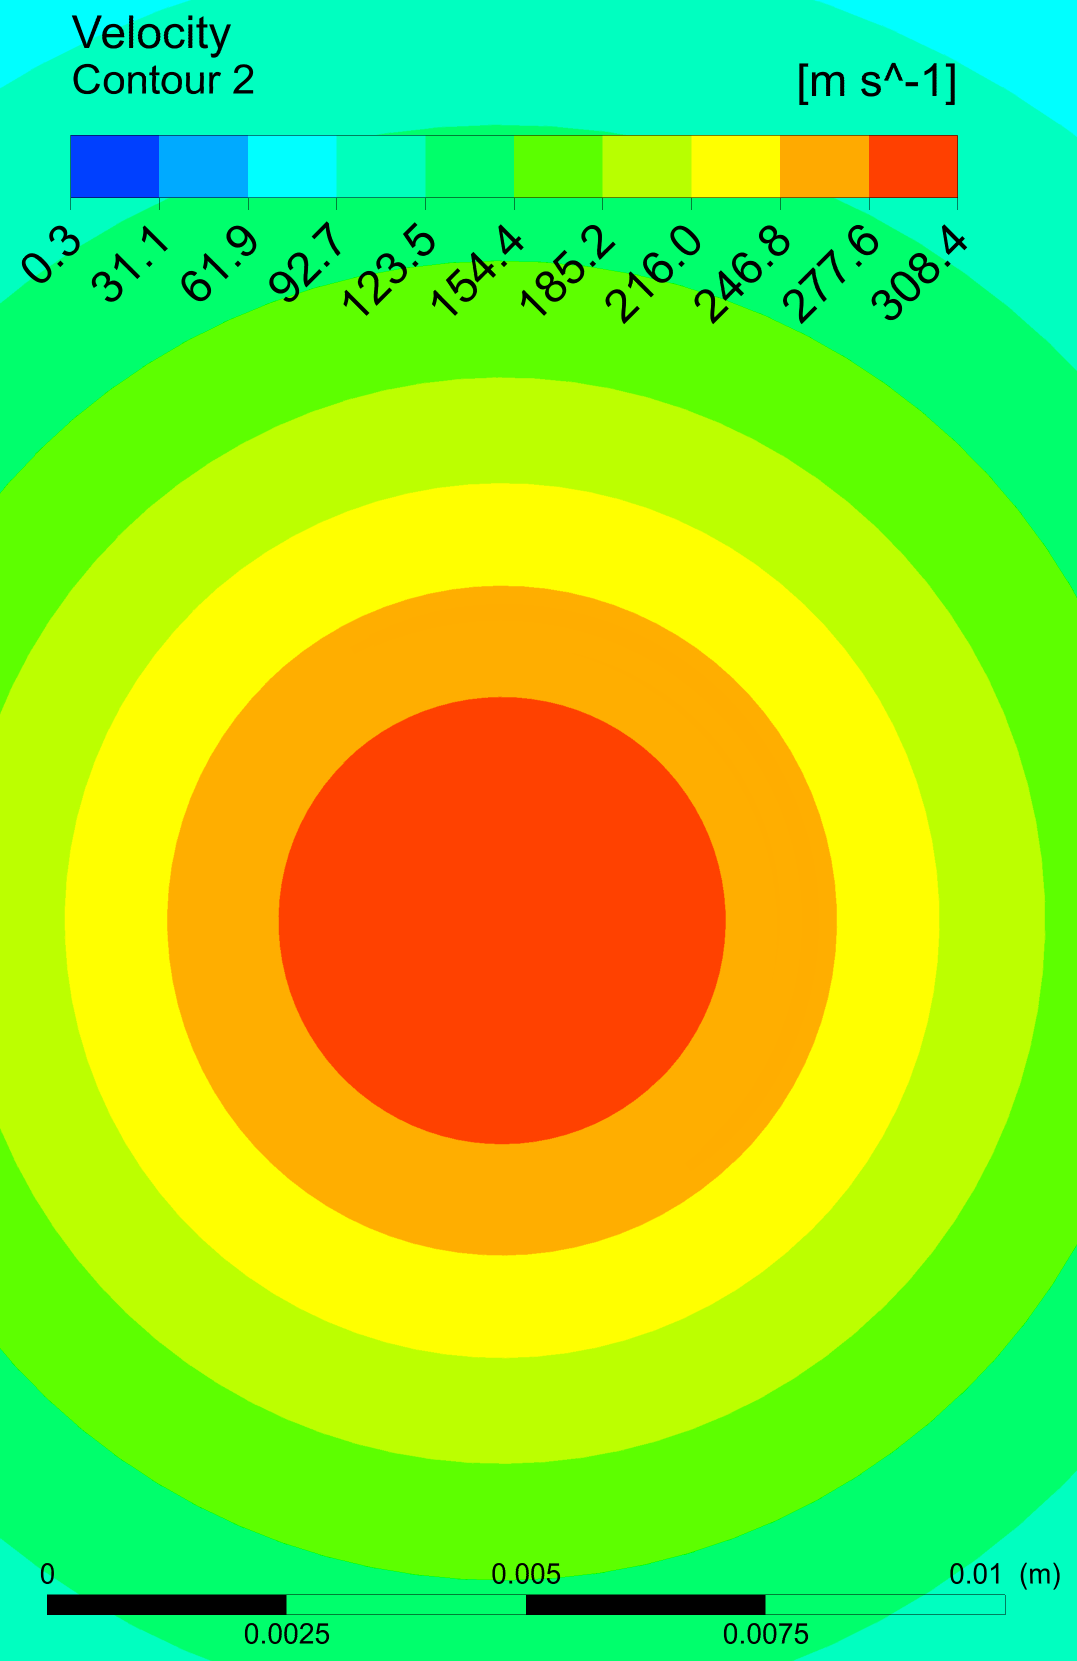 Velocity
Contour 2
[m s^-1]
0.3 31.1 61.9 92.7 123.5 154.4 185.2 216.0 246.8 277.6 308.4
0 0.005 0.01 (m)
0.0025 0.0075